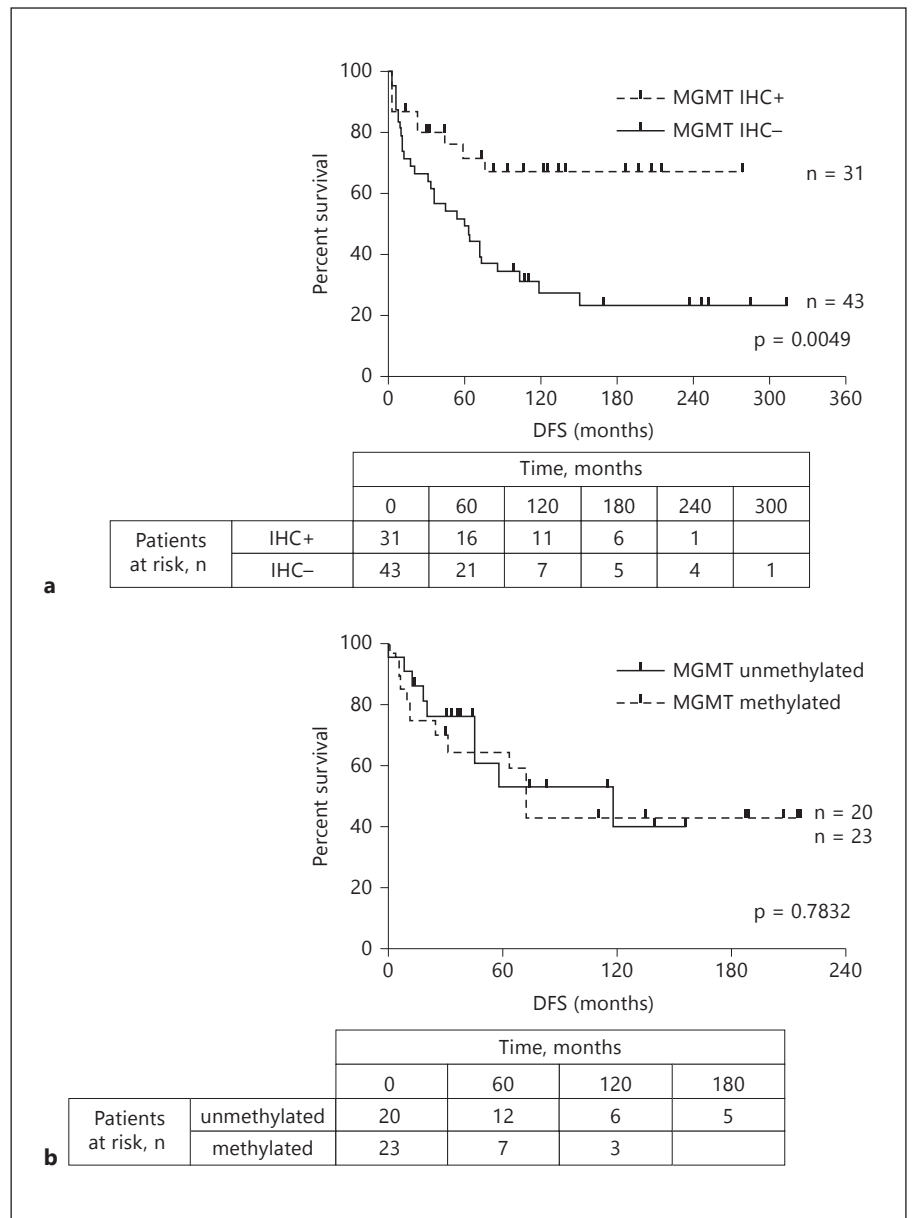 100
80
60
40
20
0
Percent survival
MGMT IHC+
MGMT IHC–
n = 31
n = 43
p = 0.0049
0 60 120 180 240 300 360
DFS (months)
Time, months
0 60 120 180 240 300
Patients at risk, n
IHC+ 31 16 11 6 1
IHC– 43 21 7 5 4 1
a
100
80
60
40
20
0
Percent survival
MGMT unmethylated
MGMT methylated
n = 20
n = 23
p = 0.7832
0 60 120 180 240
DFS (months)
Time, months
0 60 120 180
Patients at risk, n
unmethylated 20 12 6 5
methylated 23 7 3
b